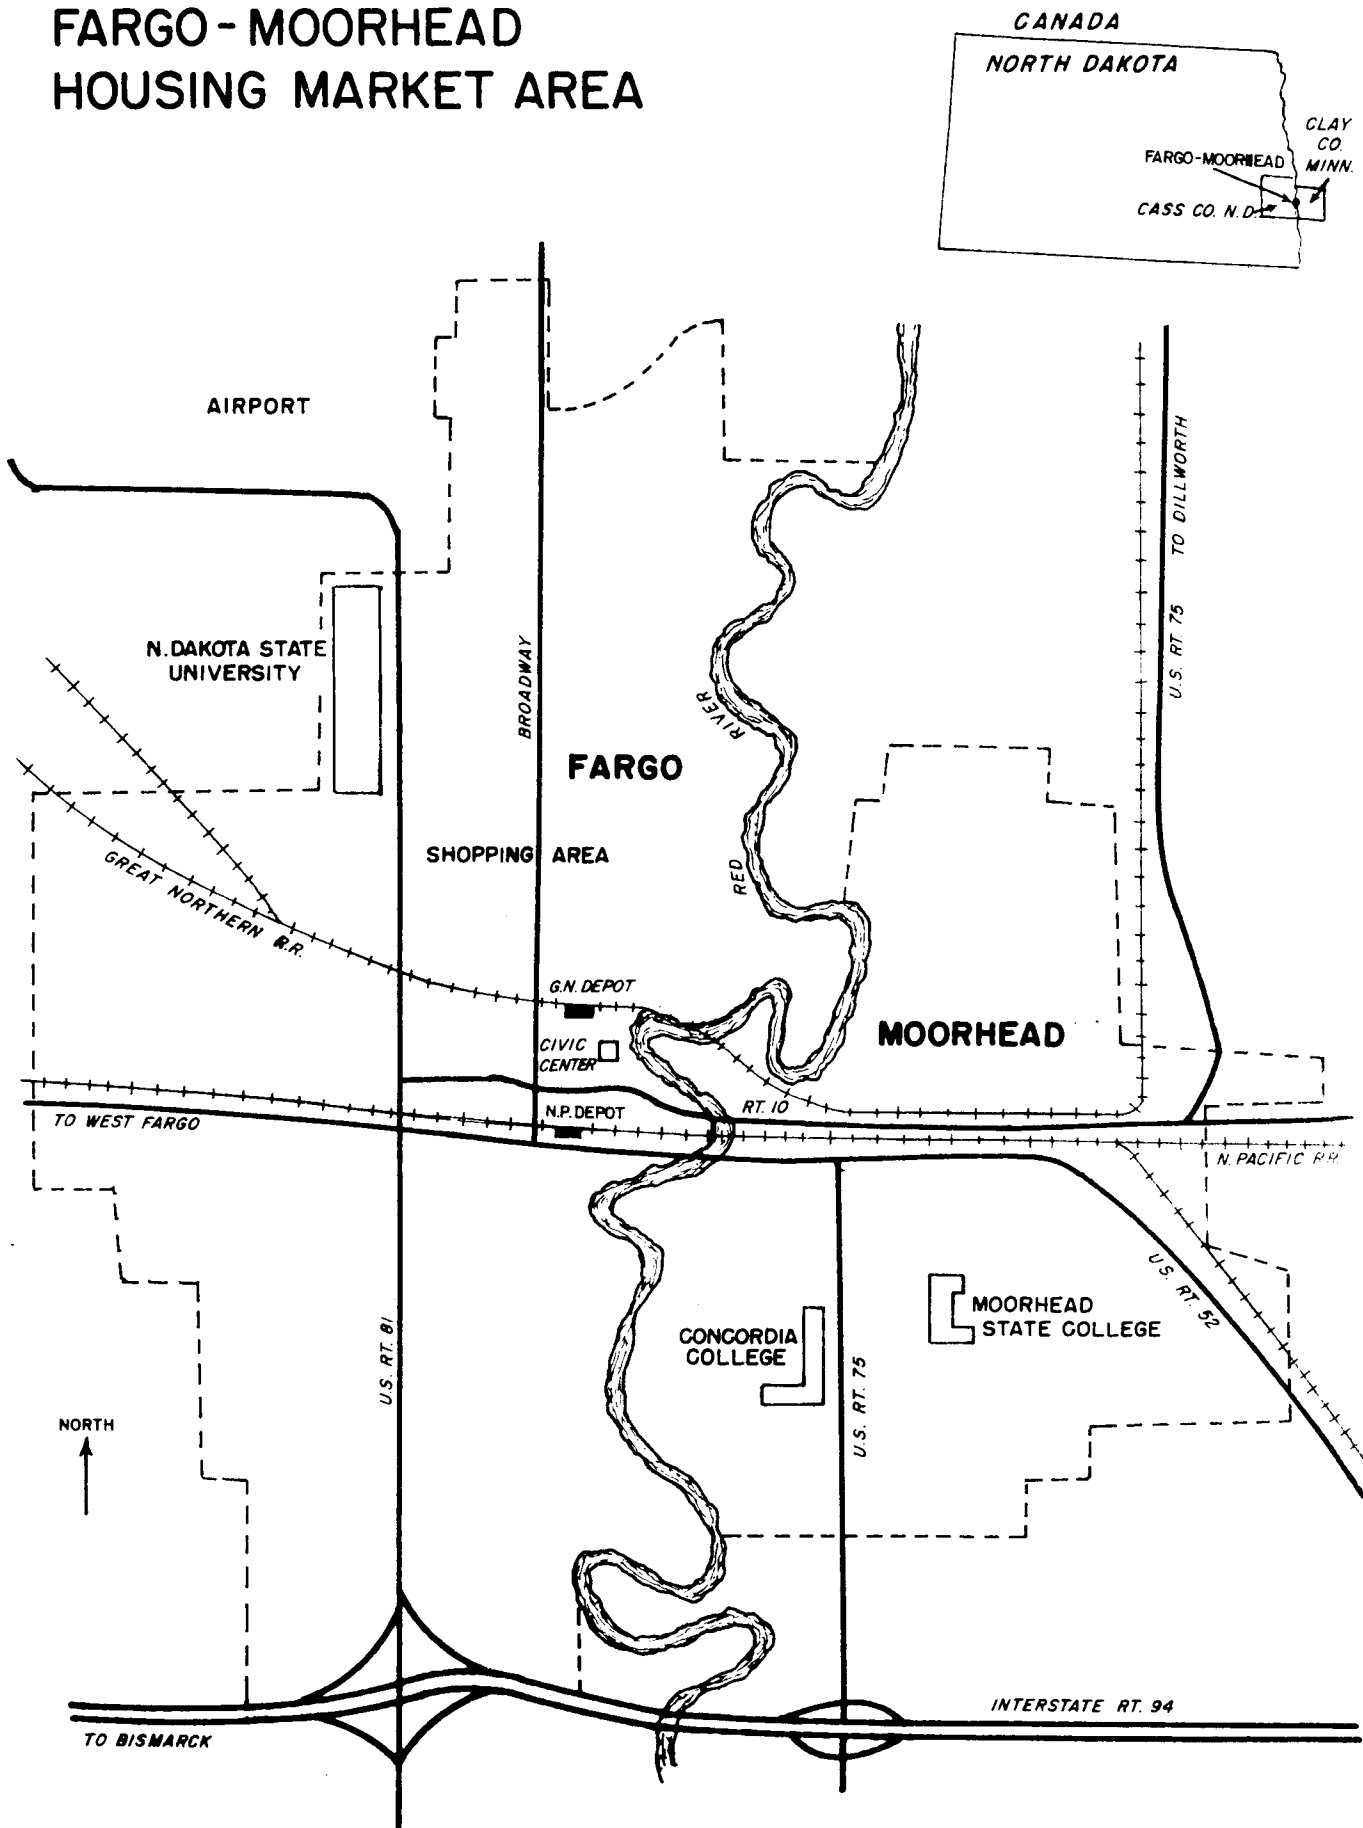 FARGO-MOORHEAD
HOUSING MARKET AREA
CANADA
NORTH DAKOTA
CLAY
CO.
MINN.
FARGO-MOORHEAD
CASS CO. N.D.
AIRPORT
TO DILLWORTH
U.S. RT 75
N. DAKOTA STATE
UNIVERSITY
BROADWAY
RED RIVER
FARGO
SHOPPING AREA
GREAT NORTHERN R.R.
G.N. DEPOT
MOORHEAD
CIVIC
CENTER
N.P. DEPOT
RT. 10
TO WEST FARGO
N. PACIFIC R.R.
U.S. RT. 52
U.S. RT. 81
MOORHEAD
STATE COLLEGE
CONCORDIA
COLLEGE
U.S. RT. 75
NORTH
INTERSTATE RT. 94
TO BISMARCK